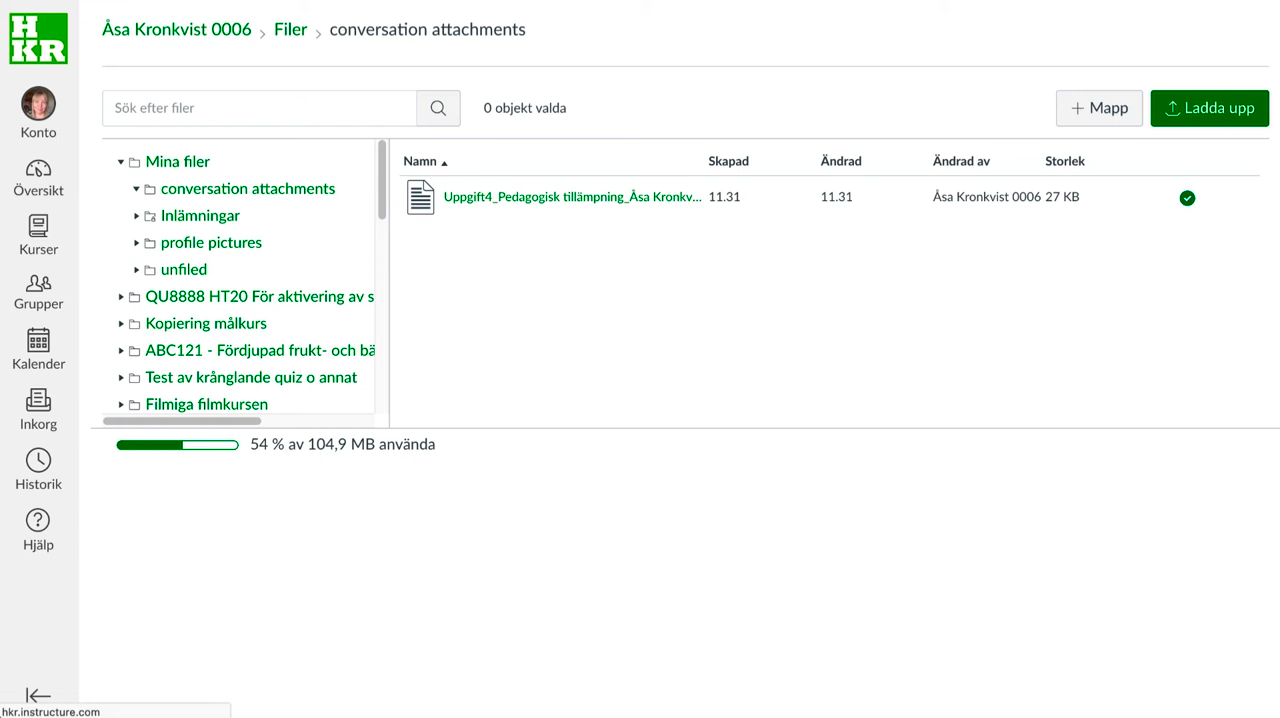 H
KR
Åsa Kronkvist 0006 > Filer > conversation attachments
Sök efter filer
0 objekt valda
+ Mapp
Ladda upp
Konto
Översikt
Kurser
Grupper
Kalender
Inkorg
Historik
Hjälp
Mina filer
conversation attachments
Inlämningar
profile pictures
unfiled
QU8888 HT20 För aktivering av s
Kopiering målkurs
ABC121 - Fördjupad frukt- och bä
Test av krånglande quiz o annat
Filmiga filmkursen
Namn Skapad Ändrad Ändrad av Storlek
Uppgift4_Pedagogisk tillämpning_Åsa Kronkv... 11.31 11.31 Åsa Kronkvist 0006 27 KB
54 % av 104,9 MB använda
hkr.instructure.com